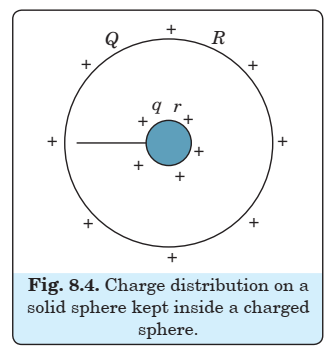 Q R
q r
Fig. 8.4. Charge distribution on a
solid sphere kept inside a charged
sphere.